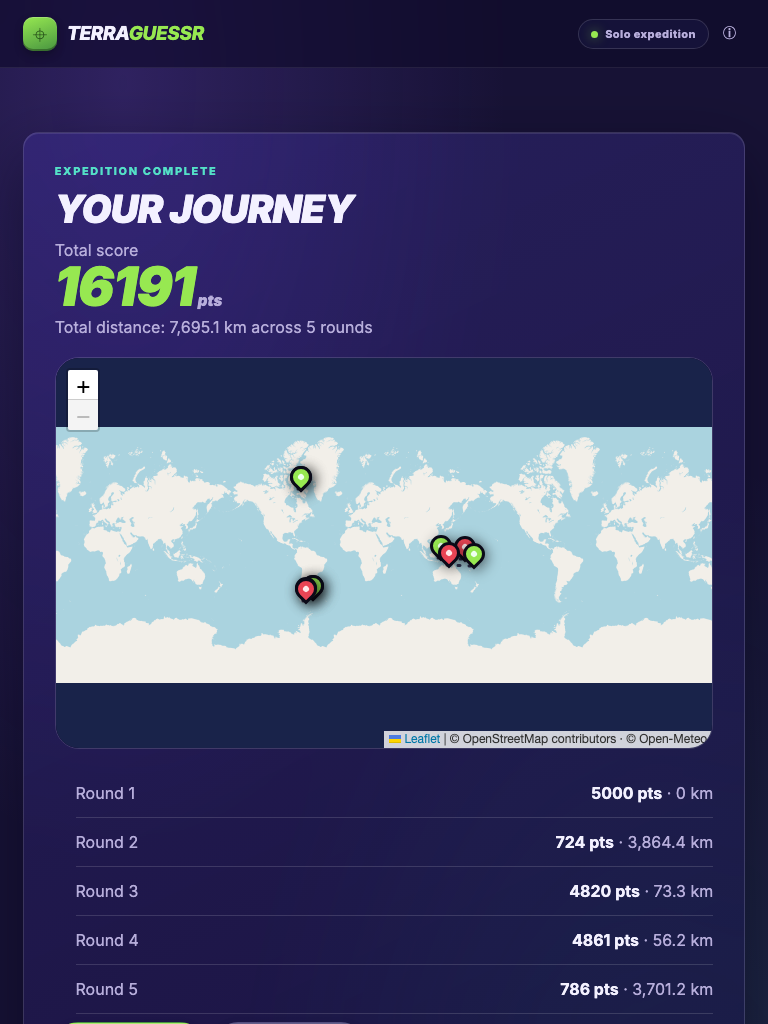 TERRAGUESSR
Solo expedition
EXPEDITION COMPLETE
YOUR JOURNEY
Total score
16191 pts
Total distance: 7,695.1 km across 5 rounds
+
−
Leaflet | © OpenStreetMap contributors · © Open-Meteo
Round 1 5000 pts · 0 km
Round 2 724 pts · 3,864.4 km
Round 3 4820 pts · 73.3 km
Round 4 4861 pts · 56.2 km
Round 5 786 pts · 3,701.2 km